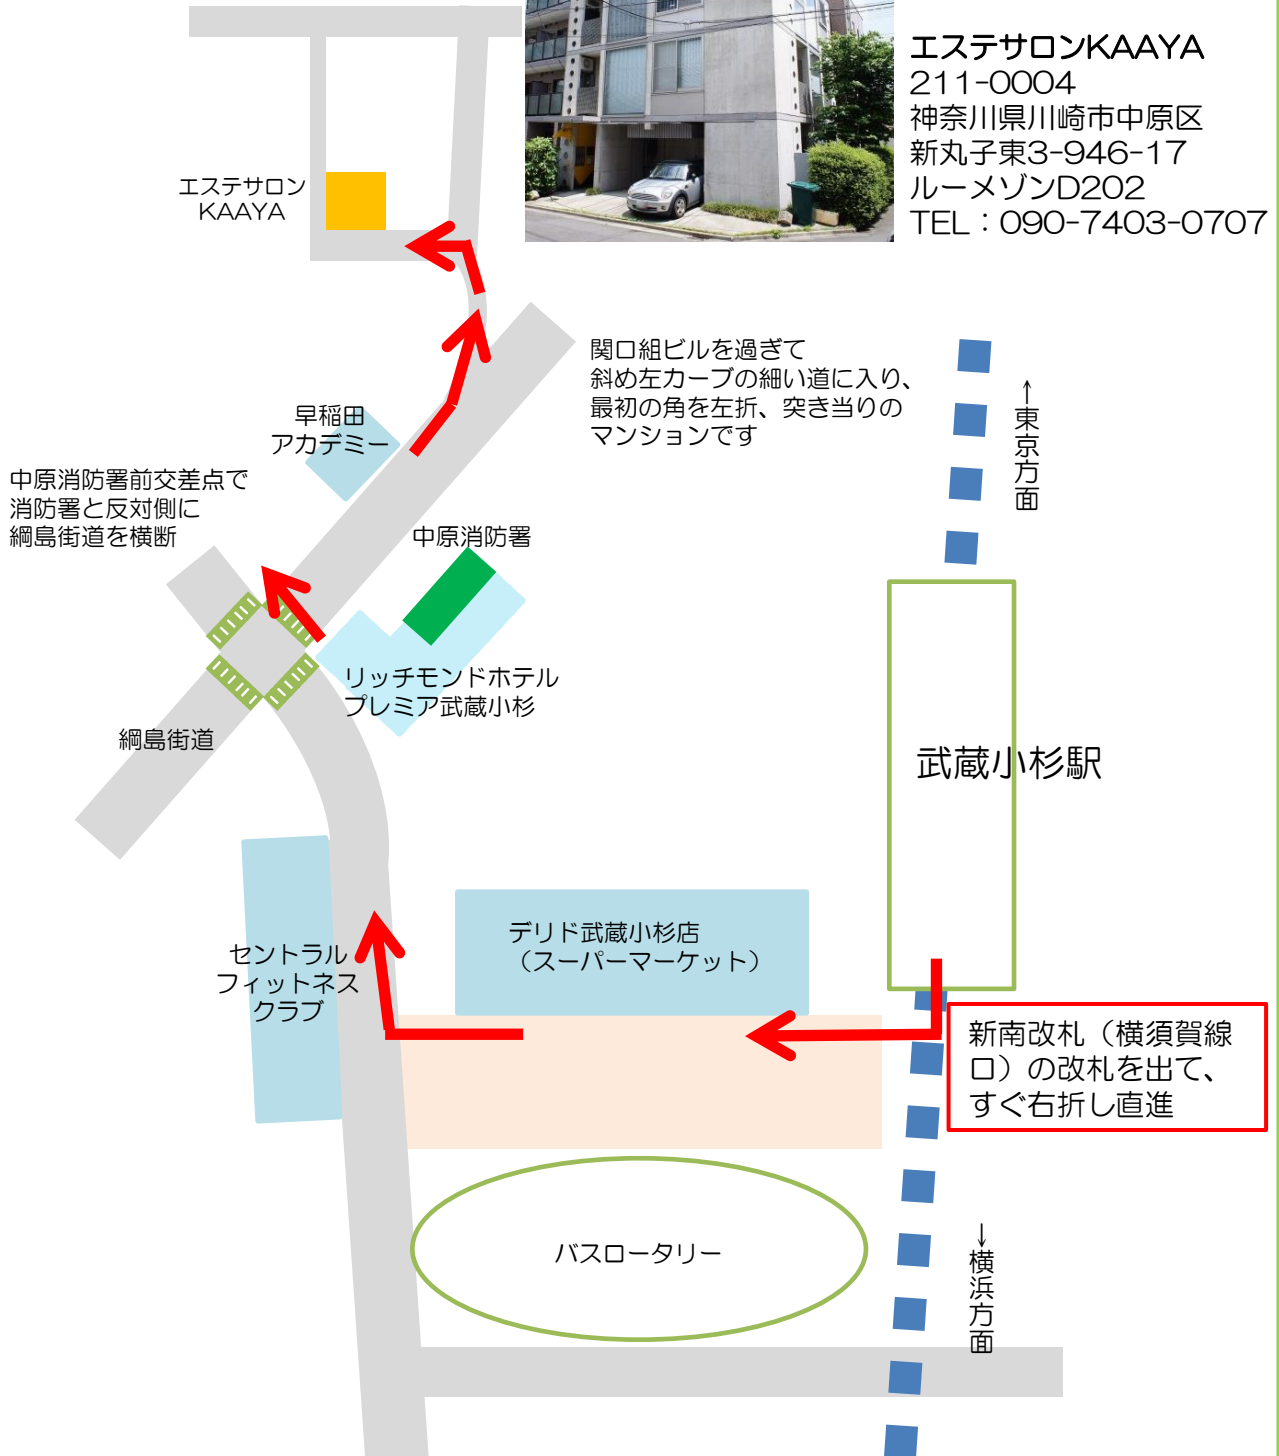 エステサロンKAAYA
211-0004
神奈川県川崎市中原区
新丸子東3-946-17
ルーメゾンD202
TEL：090-7403-0707
エステサロン
KAAYA
関口組ビルを過ぎて
斜め左カーブの細い道に入り、
最初の角を左折、突き当りの
マンションです
↑東京方面
早稲田
アカデミー
中原消防署前交差点で
消防署と反対側に
綱島街道を横断
中原消防署
リッチモンドホテル
プレミア武蔵小杉
綱島街道
武蔵小杉駅
デリド武蔵小杉店
（スーパーマーケット）
セントラル
フィットネス
クラブ
新南改札（横須賀線
口）の改札を出て、
すぐ右折し直進
バスロータリー
↓横浜方面